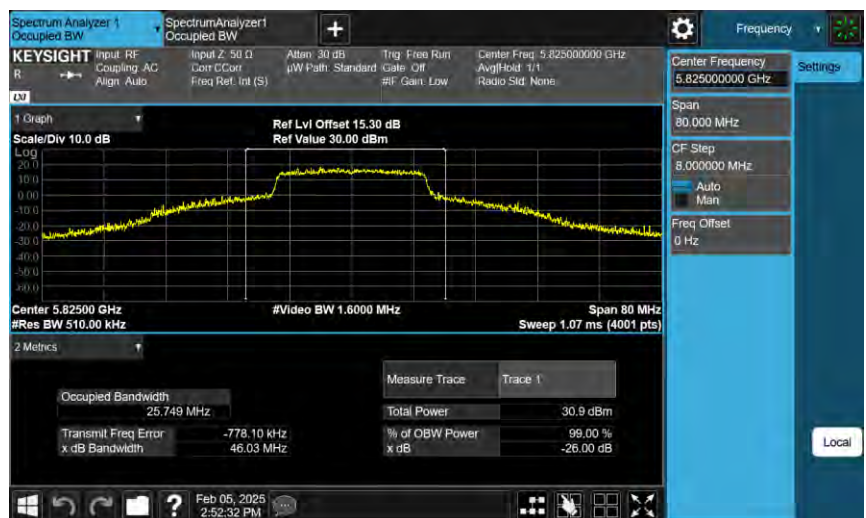 Spectrum Analyzer 1
Occupied BW
SpectrumAnalyzer1
Occupied BW
+
Frequency
KEYSIGHT
R
LXI
Input: RF
Coupling: AC
Align: Auto
Input Z: 50 Ω
Corr CCorr
Freq Ref: Int (S)
Atten: 30 dB
µW Path: Standard
Trig: Free Run
Gate: Off
#IF Gain: Low
Center Freq: 5.825000000 GHz
Avg|Hold: 1/1
Radio Std: None
Center Frequency
5.825000000 GHz
Settings
Span
80.000 MHz
CF Step
8.000000 MHz
Auto
Man
Freq Offset
0 Hz
1 Graph
Scale/Div 10.0 dB
Ref Lvl Offset 15.30 dB
Ref Value 30.00 dBm
Log
20.0
10.0
0.00
-10.0
-20.0
-30.0
-40.0
-50.0
-60.0
Center 5.82500 GHz
#Res BW 510.00 kHz
#Video BW 1.6000 MHz
Span 80 MHz
Sweep 1.07 ms (4001 pts)
2 Metrics
Measure Trace
Trace 1
Occupied Bandwidth
25.749 MHz
Total Power
30.9 dBm
Transmit Freq Error
-778.10 kHz
% of OBW Power
99.00 %
x dB Bandwidth
46.03 MHz
x dB
-26.00 dB
Local
?
Feb 05, 2025
2:52:32 PM